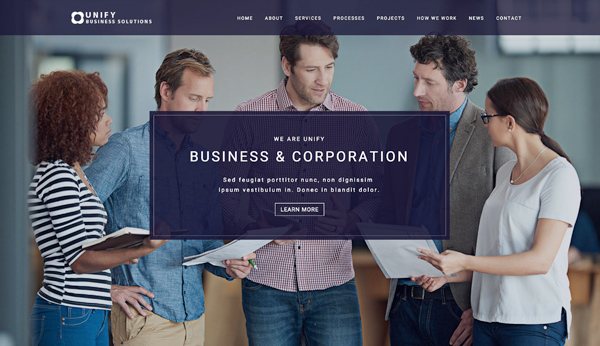 UNIFY
BUSINESS SOLUTIONS
HOME ABOUT SERVICES PROCESSES PROJECTS HOW WE WORK NEWS CONTACT
WE ARE UNIFY
BUSINESS & CORPORATION
Sed feugiat porttitor nunc, non dignissim
ipsum vestibulum in. Donec in blandit dolor.
LEARN MORE